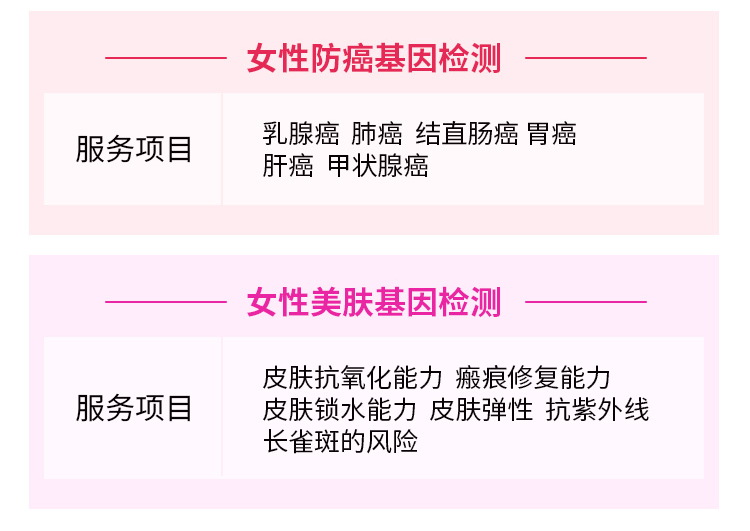 女性防癌基因检测
服务项目
乳腺癌 肺癌 结直肠癌 胃癌
肝癌 甲状腺癌
女性美肤基因检测
服务项目
皮肤抗氧化能力 瘢痕修复能力
皮肤锁水能力 皮肤弹性 抗紫外线
长雀斑的风险